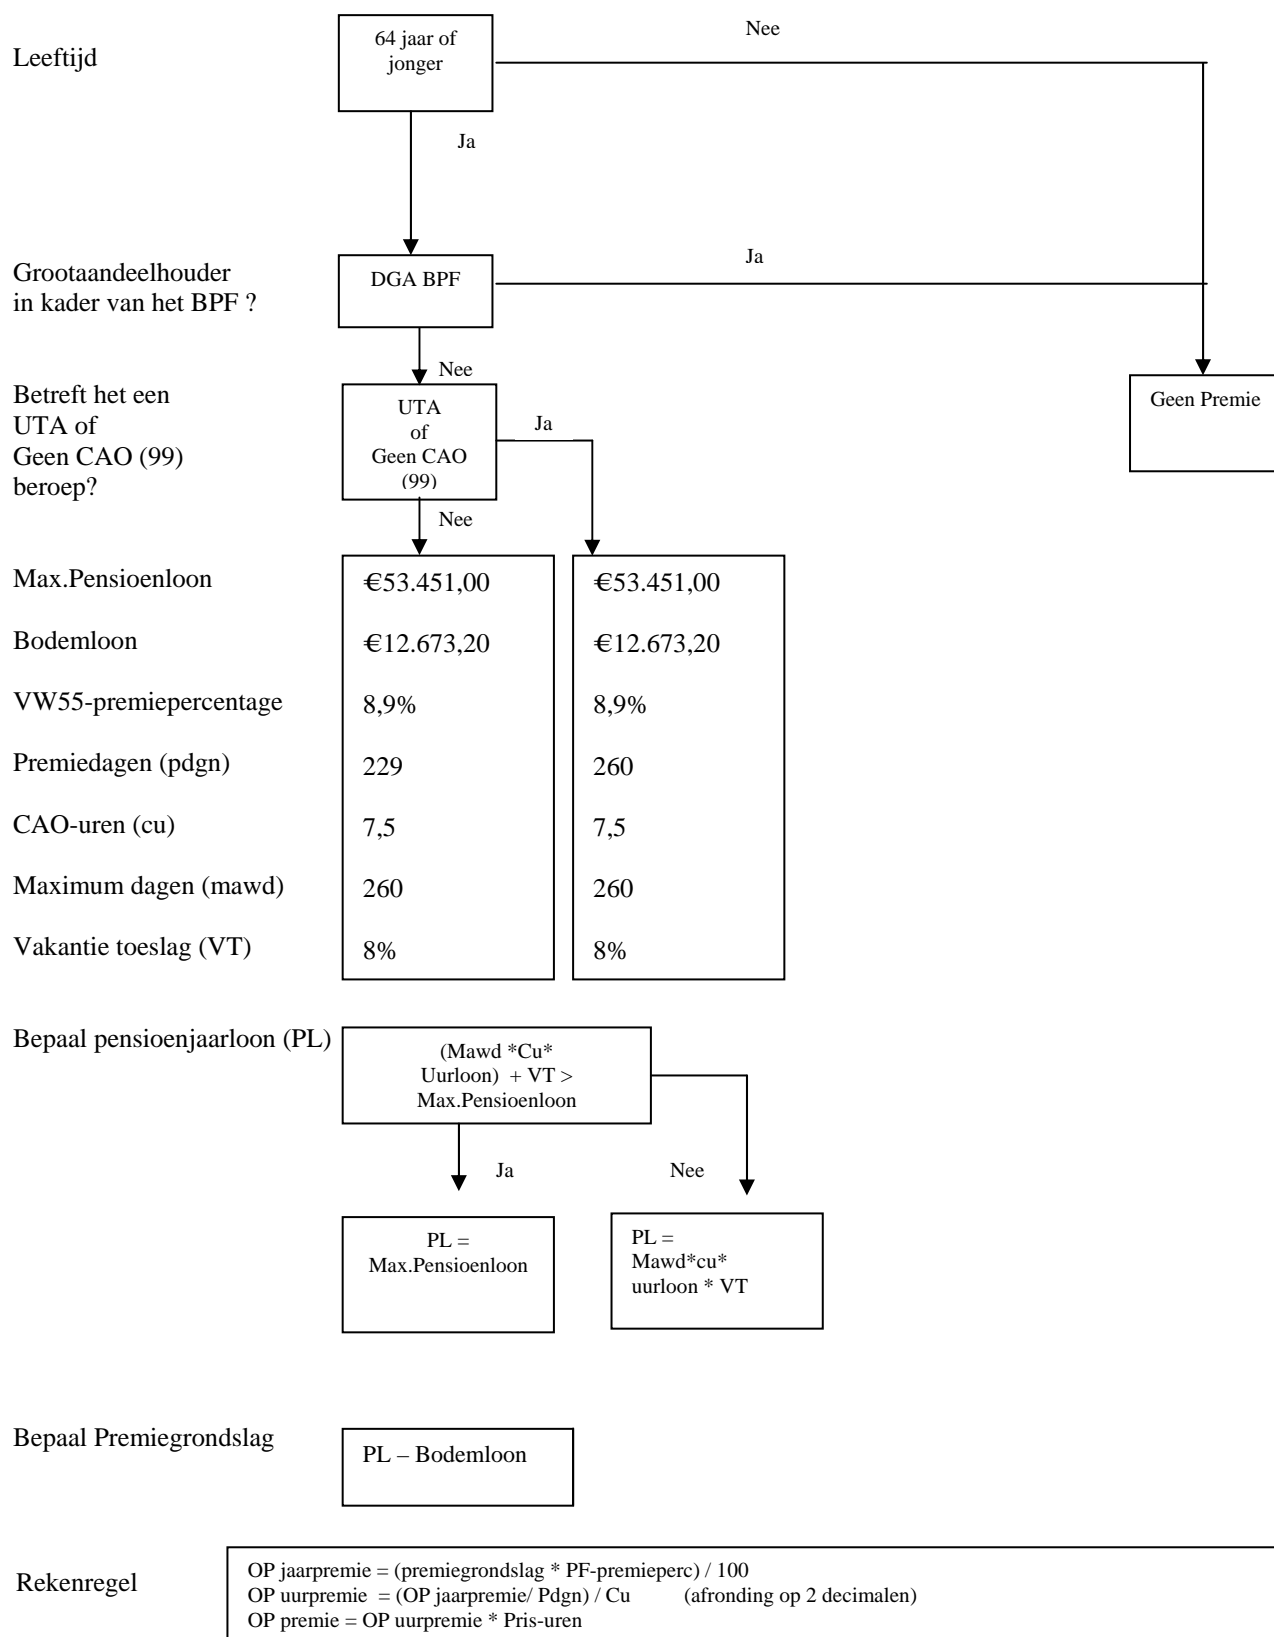 Leeftijd
64 jaar of
jonger
Nee
Ja
Grootaandeelhouder
in kader van het BPF ?
DGA BPF
Ja
Nee
Betreft het een
UTA of
Geen CAO (99)
beroep?
UTA
of
Geen CAO
(99)
Ja
Geen Premie
Nee
Max.Pensioenloon €53.451,00 €53.451,00
Bodemloon €12.673,20 €12.673,20
VW55-premiepercentage 8,9% 8,9%
Premiedagen (pdgn) 229 260
CAO-uren (cu) 7,5 7,5
Maximum dagen (mawd) 260 260
Vakantie toeslag (VT) 8% 8%
Bepaal pensioenjaarloon (PL)
(Mawd *Cu*
Uurloon) + VT >
Max.Pensioenloon
Ja
Nee
PL =
Max.Pensioenloon
PL =
Mawd*cu*
uurloon * VT
Bepaal Premiegrondslag
PL – Bodemloon
Rekenregel
OP jaarpremie = (premiegrondslag * PF-premieperc) / 100
OP uurpremie = (OP jaarpremie/ Pdgn) / Cu (afronding op 2 decimalen)
OP premie = OP uurpremie * Pris-uren